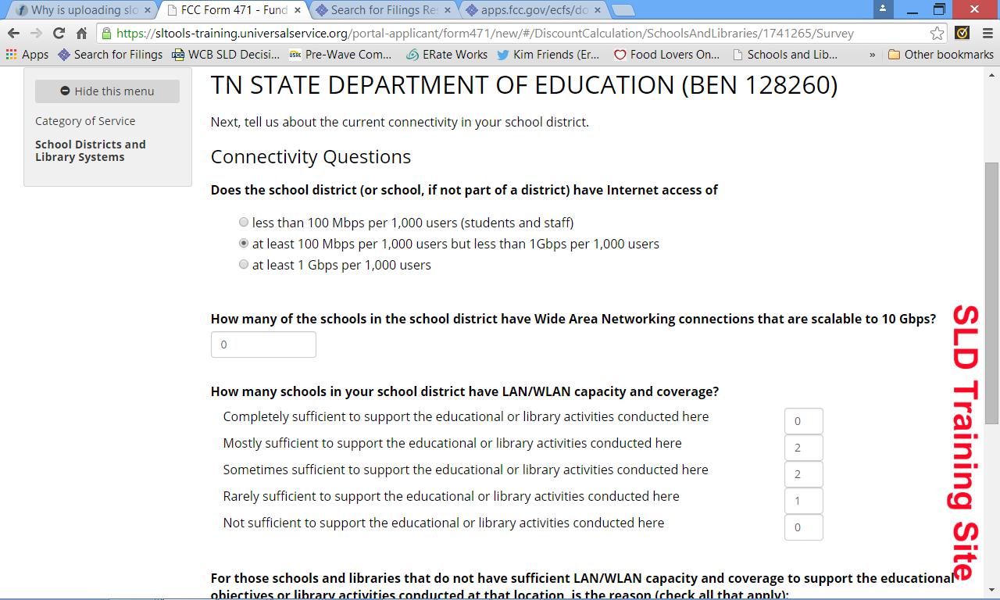 Why is uploading slo
FCC Form 471 - Fund
Search for Filings Res
apps.fcc.gov/ecfs/do
https://sltools-training.universalservice.org/portal-applicant/form471/new/#/DiscountCalculation/SchoolsAndLibraries/1741265/Survey
Apps Search for Filings WCB SLD Decisi... Pre-Wave Com... ERate Works Kim Friends (Er... Food Lovers On... Schools and Lib... » Other bookmarks
Hide this menu
Category of Service
School Districts and
Library Systems
TN STATE DEPARTMENT OF EDUCATION (BEN 128260)
Next, tell us about the current connectivity in your school district.
Connectivity Questions
Does the school district (or school, if not part of a district) have Internet access of
less than 100 Mbps per 1,000 users (students and staff)
at least 100 Mbps per 1,000 users but less than 1Gbps per 1,000 users
at least 1 Gbps per 1,000 users
How many of the schools in the school district have Wide Area Networking connections that are scalable to 10 Gbps?
0
How many schools in your school district have LAN/WLAN capacity and coverage?
Completely sufficient to support the educational or library activities conducted here 0
Mostly sufficient to support the educational or library activities conducted here 2
Sometimes sufficient to support the educational or library activities conducted here 2
Rarely sufficient to support the educational or library activities conducted here 1
Not sufficient to support the educational or library activities conducted here 0
For those schools and libraries that do not have sufficient LAN/WLAN capacity and coverage to support the educational
objectives or library activities conducted at that location, is the reason (check all that apply):
SLD Training Site